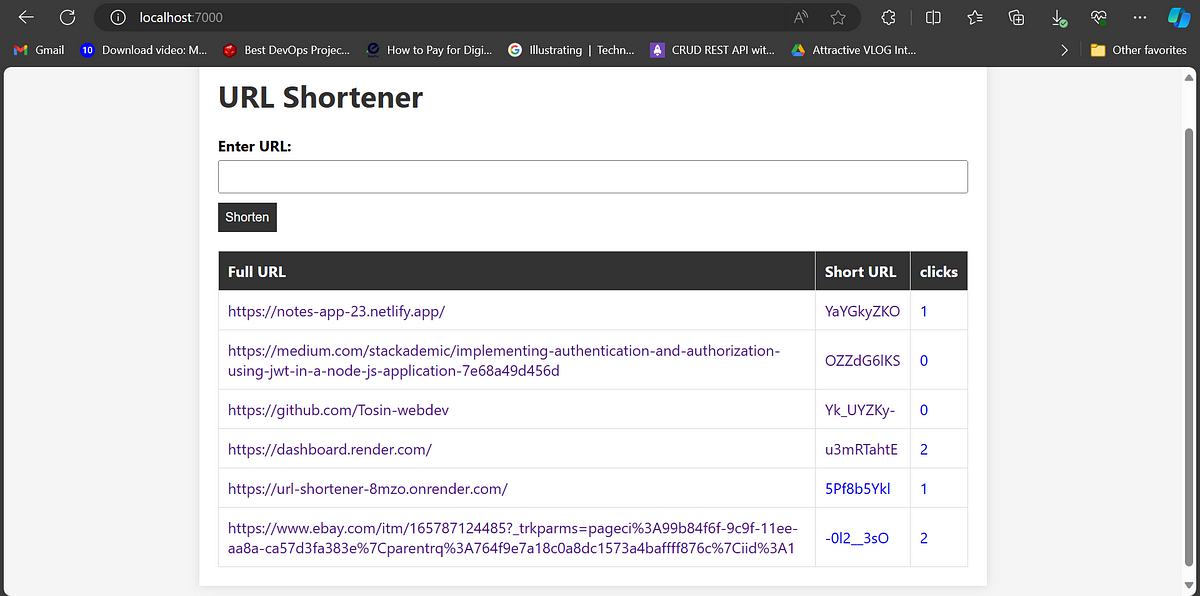 localhost:7000
Gmail
10 Download video: M...
Best DevOps Projec...
How to Pay for Digi...
Illustrating | Techn...
CRUD REST API wit...
Attractive VLOG Int...
Other favorites
URL Shortener
Enter URL:
Shorten
Full URL Short URL clicks
https://notes-app-23.netlify.app/ YaYGkyZKO 1
https://medium.com/stackademic/implementing-authentication-and-authorization-
using-jwt-in-a-node-js-application-7e68a49d456d OZZdG6lKS 0
https://github.com/Tosin-webdev Yk_UYZKy- 0
https://dashboard.render.com/ u3mRTahtE 2
https://url-shortener-8mzo.onrender.com/ 5Pf8b5Ykl 1
https://www.ebay.com/itm/165787124485?_trkparms=pageci%3A99b84f6f-9c9f-11ee-
aa8a-ca57d3fa383e%7Cparentrq%3A764f9e7a18c0a8dc1573a4baffff876c%7Ciid%3A1 -0l2__3sO 2